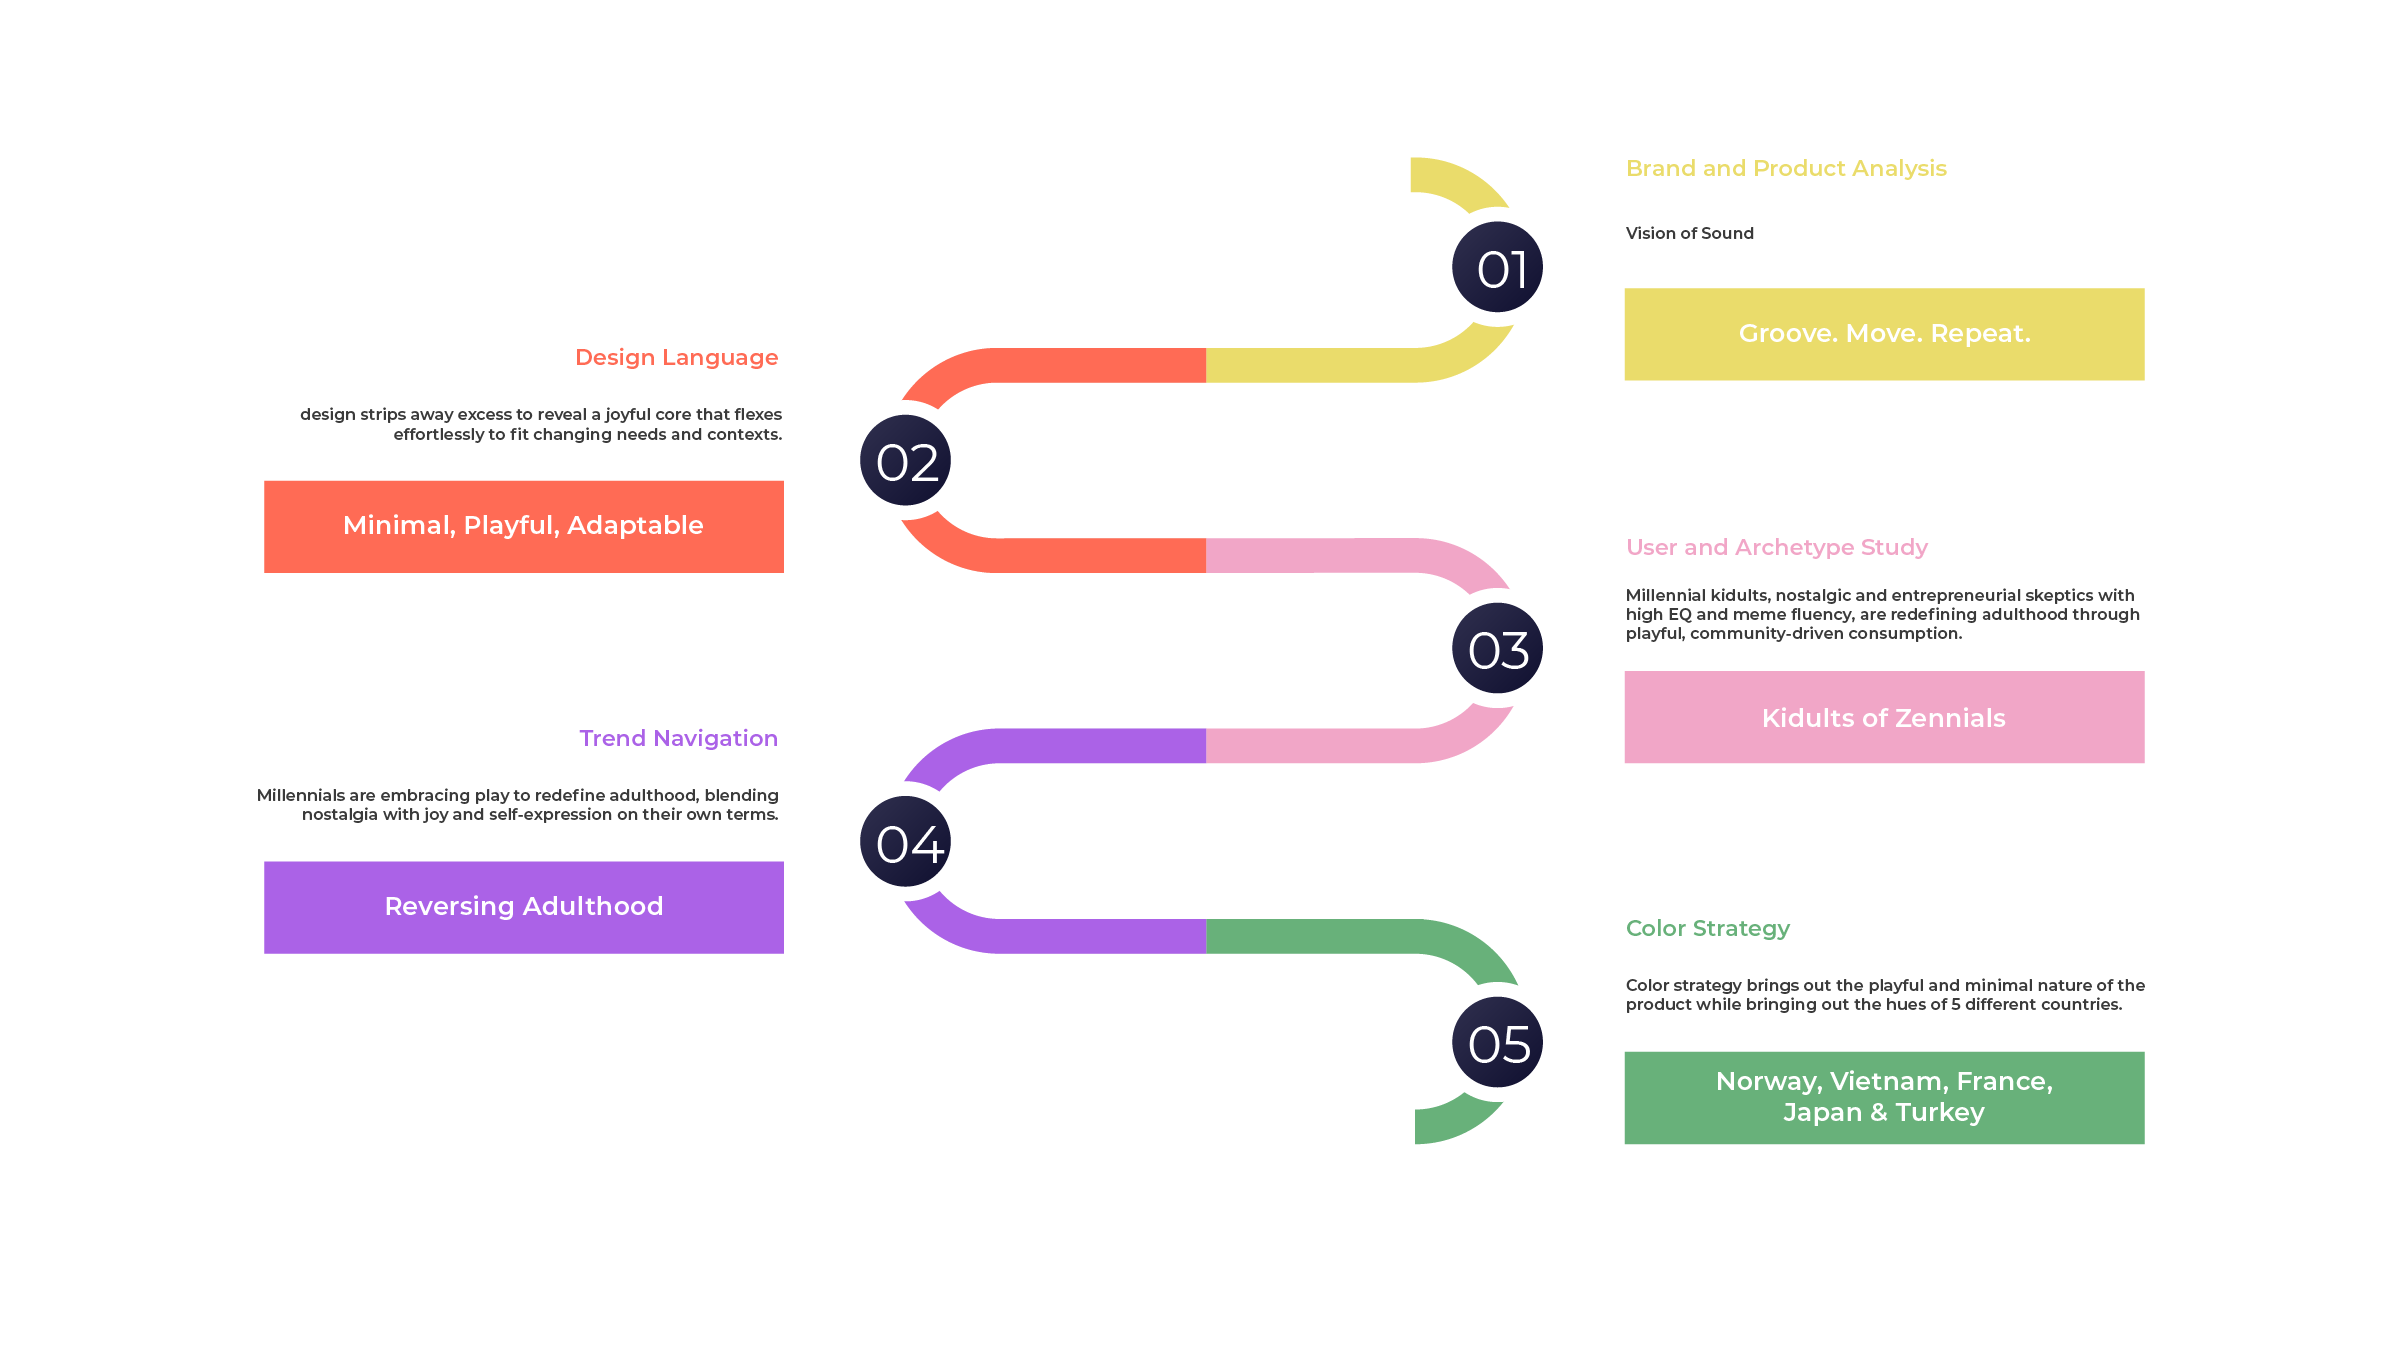 01
Brand and Product Analysis
Vision of Sound
Groove. Move. Repeat.
02
Design Language
design strips away excess to reveal a joyful core that flexes
effortlessly to fit changing needs and contexts.
Minimal, Playful, Adaptable
03
User and Archetype Study
Millennial kidults, nostalgic and entrepreneurial skeptics with
high EQ and meme fluency, are redefining adulthood through
playful, community-driven consumption.
Kidults of Zennials
04
Trend Navigation
Millennials are embracing play to redefine adulthood, blending
nostalgia with joy and self-expression on their own terms.
Reversing Adulthood
05
Color Strategy
Color strategy brings out the playful and minimal nature of the
product while bringing out the hues of 5 different countries.
Norway, Vietnam, France,
Japan & Turkey